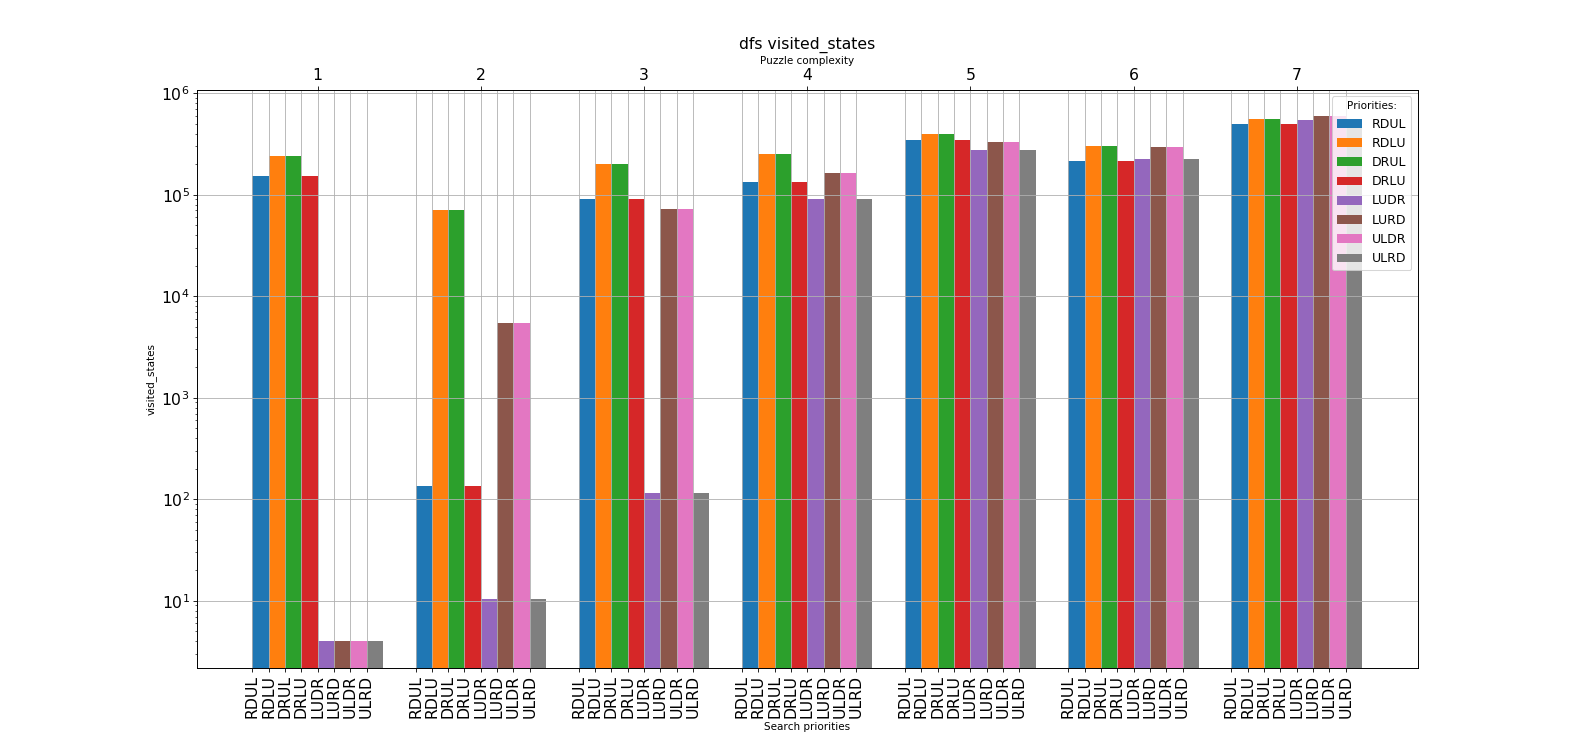 dfs visited_states
Puzzle complexity
1 2 3 4 5 6 7
10^6
10^5
10^4
10^3
10^2
10^1
visited_states
Priorities:
RDUL
RDLU
DRUL
DRLU
LUDR
LURD
ULDR
ULRD
RDUL RDLU DRUL DRLU LUDR LURD ULDR ULRD RDUL RDLU DRUL DRLU LUDR LURD ULDR ULRD RDUL RDLU DRUL DRLU LUDR LURD ULDR ULRD RDUL RDLU DRUL DRLU LUDR LURD ULDR ULRD RDUL RDLU DRUL DRLU LUDR LURD ULDR ULRD RDUL RDLU DRUL DRLU LUDR LURD ULDR ULRD RDUL RDLU DRUL DRLU LUDR LURD ULDR ULRD
Search priorities